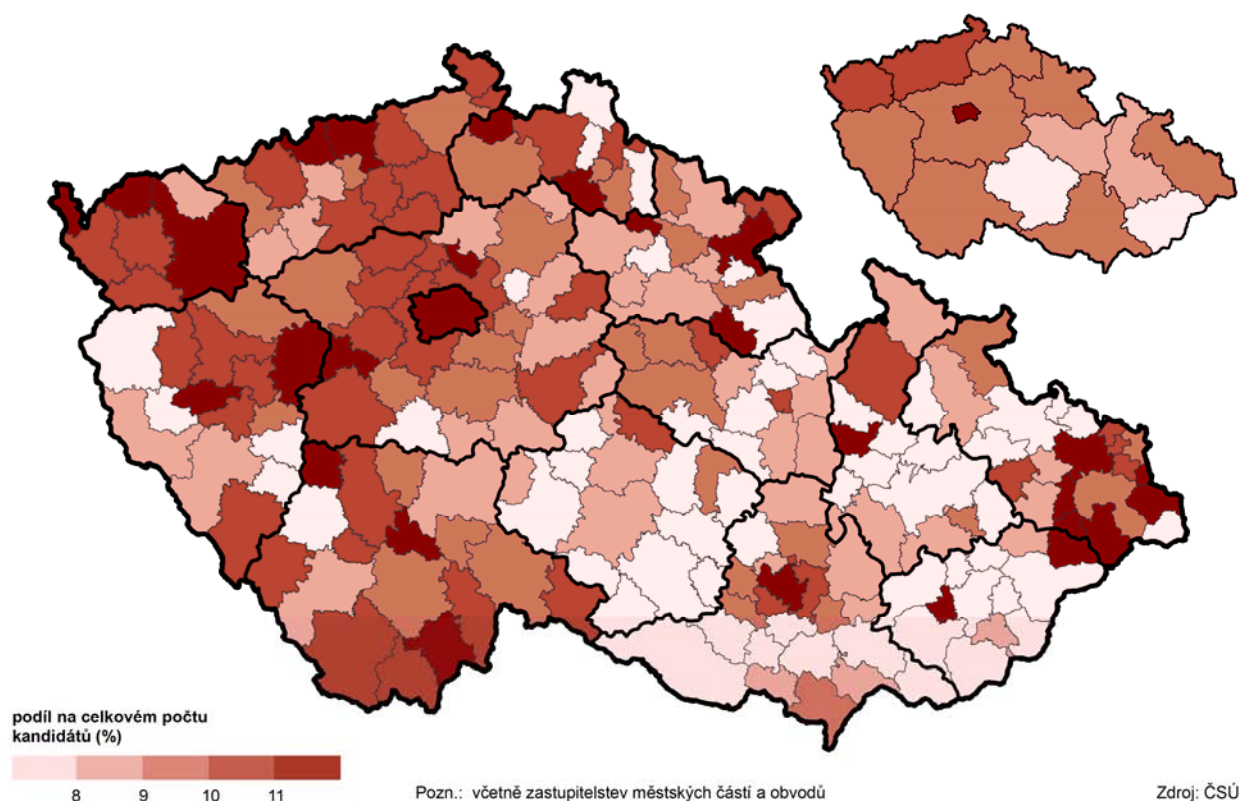 podíl na celkovém počtu
kandidátů (%)
8 9 10 11
Pozn.: včetně zastupitelstev městských částí a obvodů
Zdroj: ČSÚ